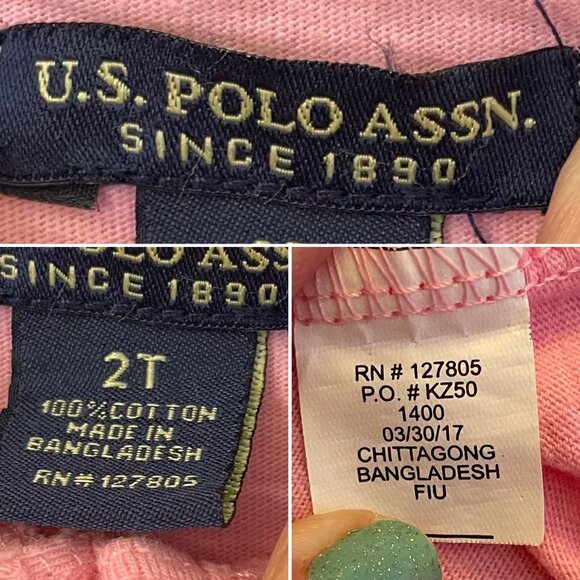 U.S. POLO ASSN.
SINCE 1890
SINCE 1890
2T
100% COTTON
MADE IN
BANGLADESH
RN# 127805
RN # 127805
P.O. # KZ50
1400
03/30/17
CHITTAGONG
BANGLADESH
FIU